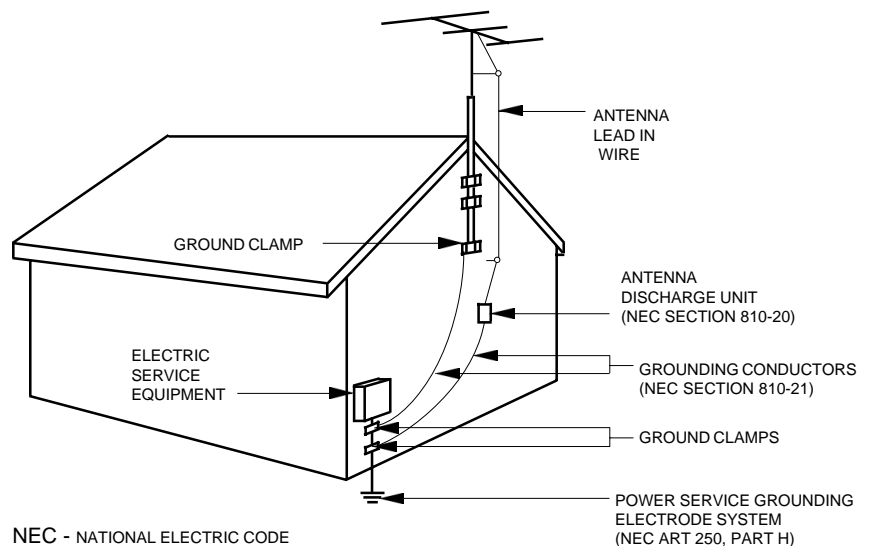 ANTENNA
LEAD IN
WIRE
GROUND CLAMP
ANTENNA
DISCHARGE UNIT
(NEC SECTION 810-20)
ELECTRIC
SERVICE
EQUIPMENT
GROUNDING CONDUCTORS
(NEC SECTION 810-21)
GROUND CLAMPS
POWER SERVICE GROUNDING
ELECTRODE SYSTEM
(NEC ART 250, PART H)
NEC - NATIONAL ELECTRIC CODE